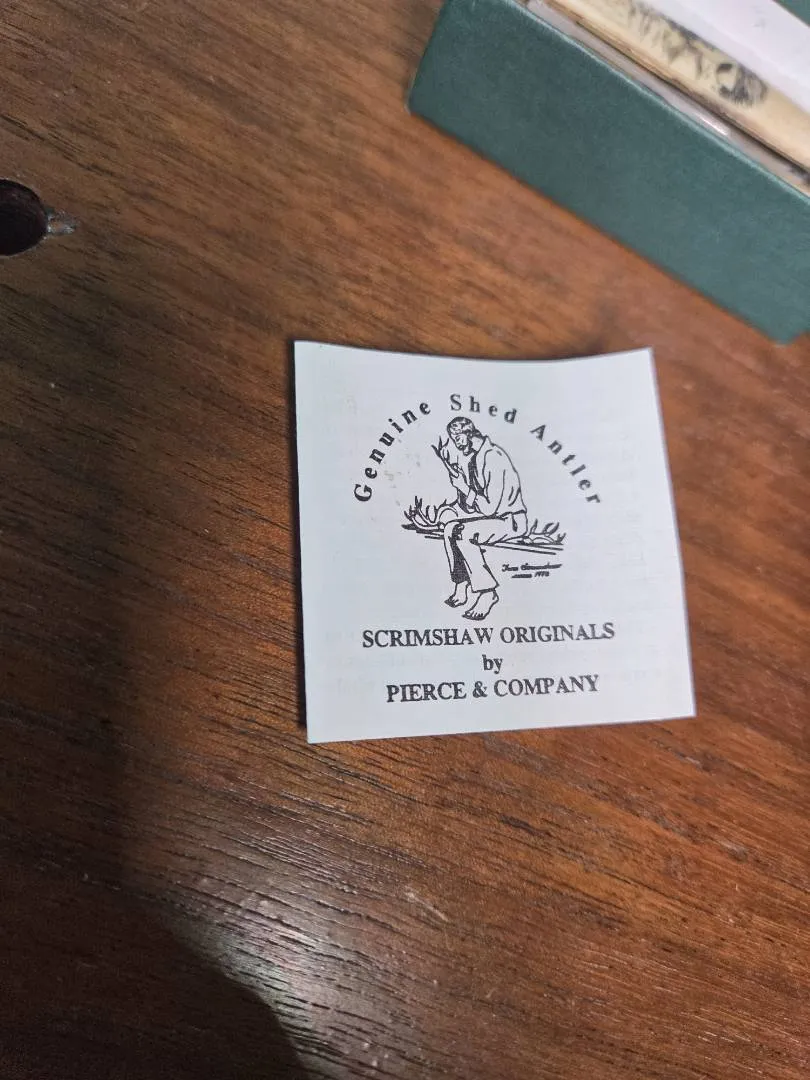 Genuine Shed Antler
SCRIMSHAW ORIGINALS
by
PIERCE & COMPANY